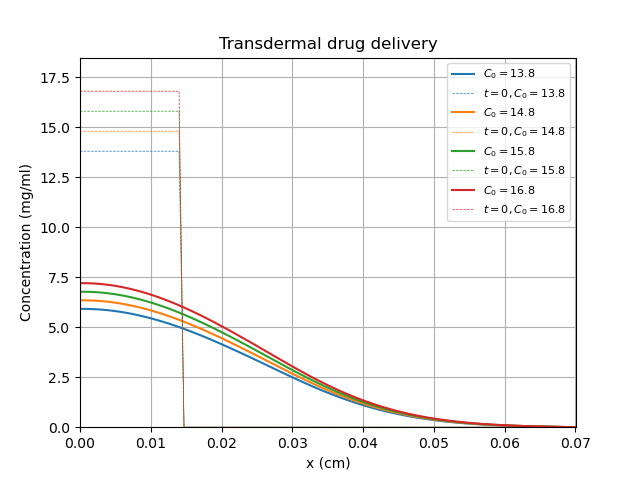 Transdermal drug delivery
17.5
15.0
12.5
10.0
7.5
5.0
2.5
0.0
Concentration (mg/ml)
C₀ = 13.8
t = 0, C₀ = 13.8
C₀ = 14.8
t = 0, C₀ = 14.8
C₀ = 15.8
t = 0, C₀ = 15.8
C₀ = 16.8
t = 0, C₀ = 16.8
0.00 0.01 0.02 0.03 0.04 0.05 0.06 0.07
x (cm)